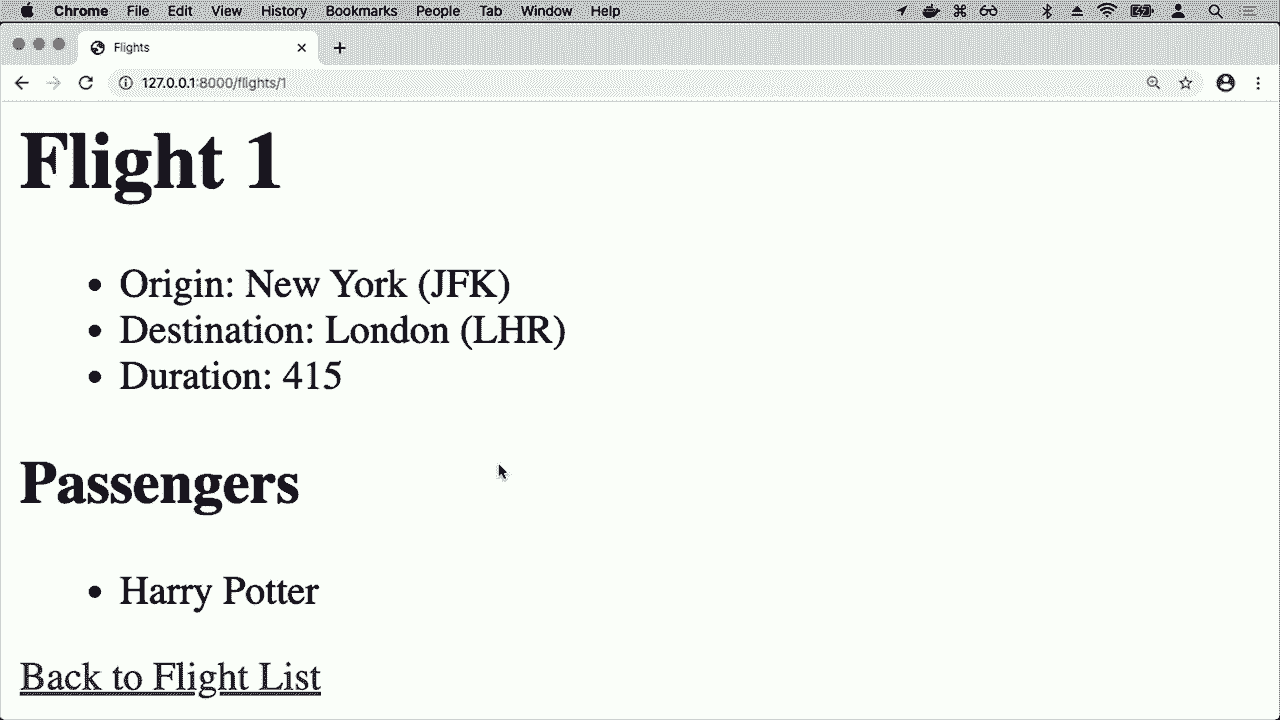 Chrome File Edit View History Bookmarks People Tab Window Help
Flights
127.0.0.1:8000/flights/1
Flight 1
• Origin: New York (JFK)
• Destination: London (LHR)
• Duration: 415
Passengers
• Harry Potter
Back to Flight List